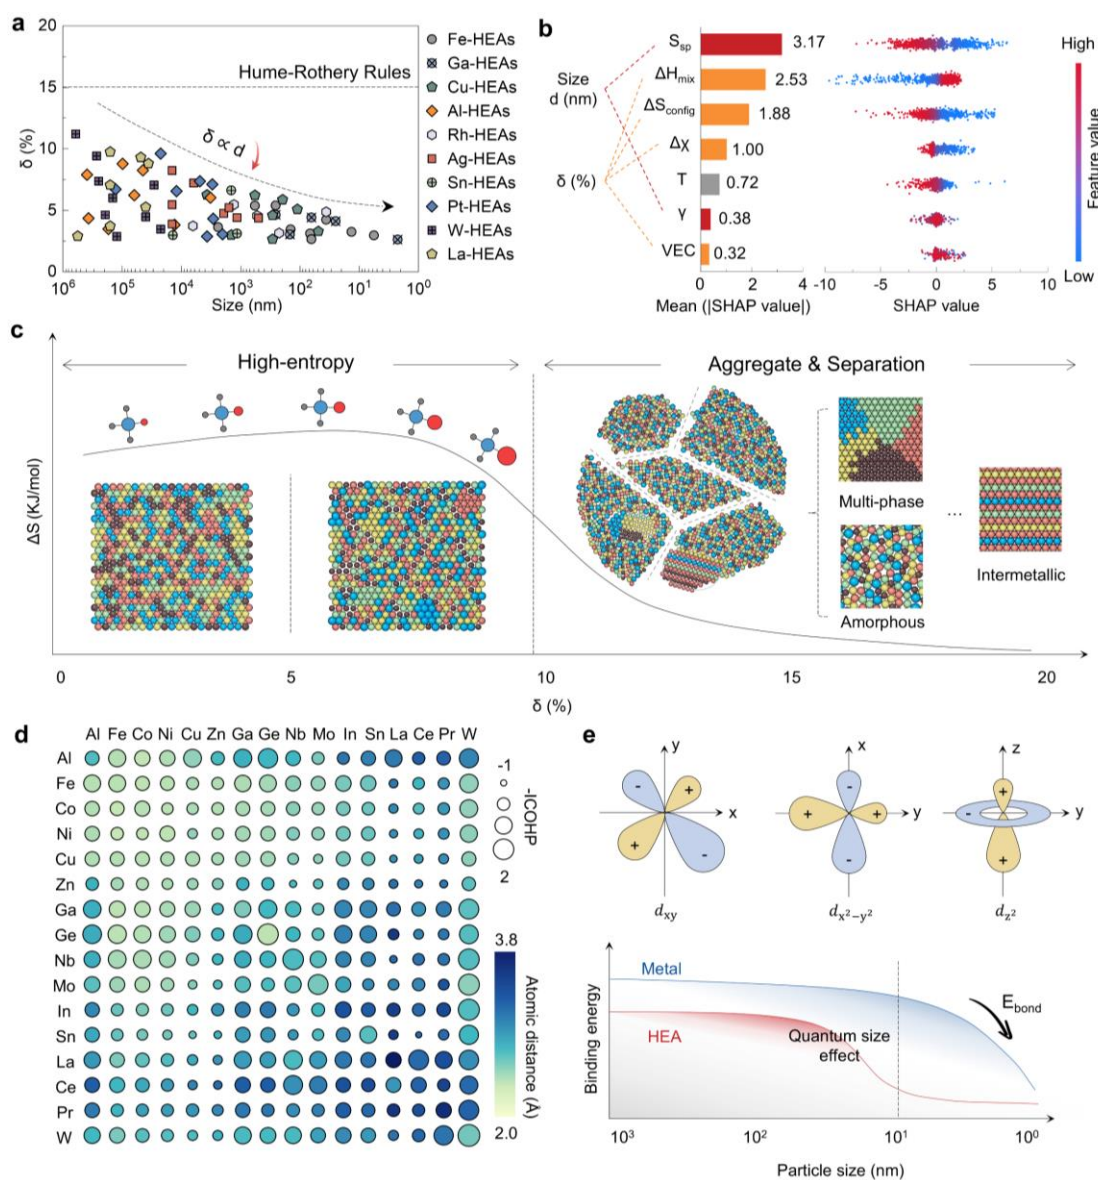 a
20
15
10
5
0
δ (%)
Hume-Rothery Rules
δ ∝ d
10⁶ 10⁵ 10⁴ 10³ 10² 10¹ 10⁰
Size (nm)
Fe-HEAs
Ga-HEAs
Cu-HEAs
Al-HEAs
Rh-HEAs
Ag-HEAs
Sn-HEAs
Pt-HEAs
W-HEAs
La-HEAs
b
Size
d (nm)
δ (%)
S_sp 3.17
ΔH_mix 2.53
ΔS_config 1.88
Δχ 1.00
T 0.72
γ 0.38
VEC 0.32
0 2 4
Mean (|SHAP value|)
-10 -5 0 5 10
SHAP value
High
Feature value
Low
c
High-entropy
Aggregate & Separation
ΔS (KJ/mol)
Multi-phase
Amorphous
...
Intermetallic
0 5 10 15 20
δ (%)
d
Al Fe Co Ni Cu Zn Ga Ge Nb Mo In Sn La Ce Pr W
Al
Fe
Co
Ni
Cu
Zn
Ga
Ge
Nb
Mo
In
Sn
La
Ce
Pr
W
-1
-ICOHP
2
3.8
Atomic distance (Å)
2.0
e
y
x
- +
+ -
d_xy
x
y
-
+ +
-
d_x²−y²
z
y
+
-
+
d_z²
Metal
HEA
Quantum size
effect
E_bond
Binding energy
10³ 10² 10¹ 10⁰
Particle size (nm)